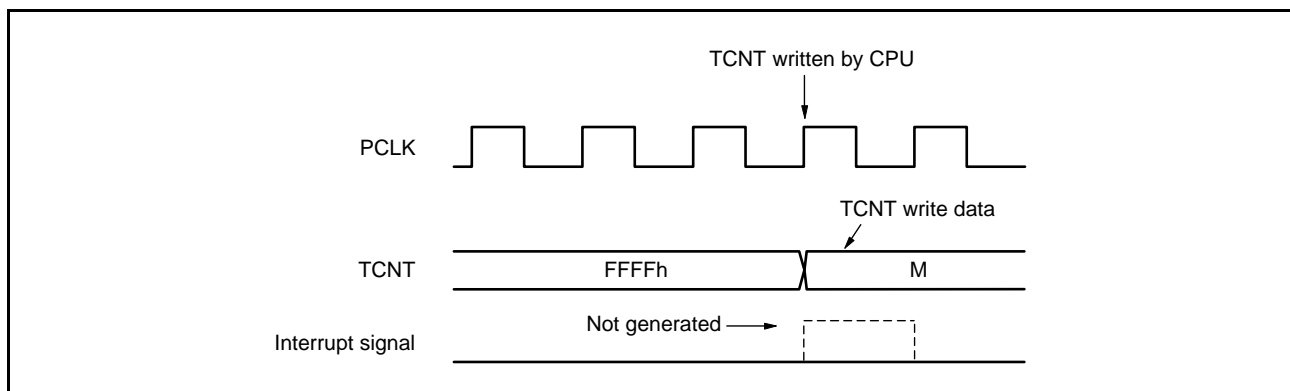 TCNT written by CPU
PCLK
TCNT write data
TCNT
FFFFh
M
Not generated
Interrupt signal